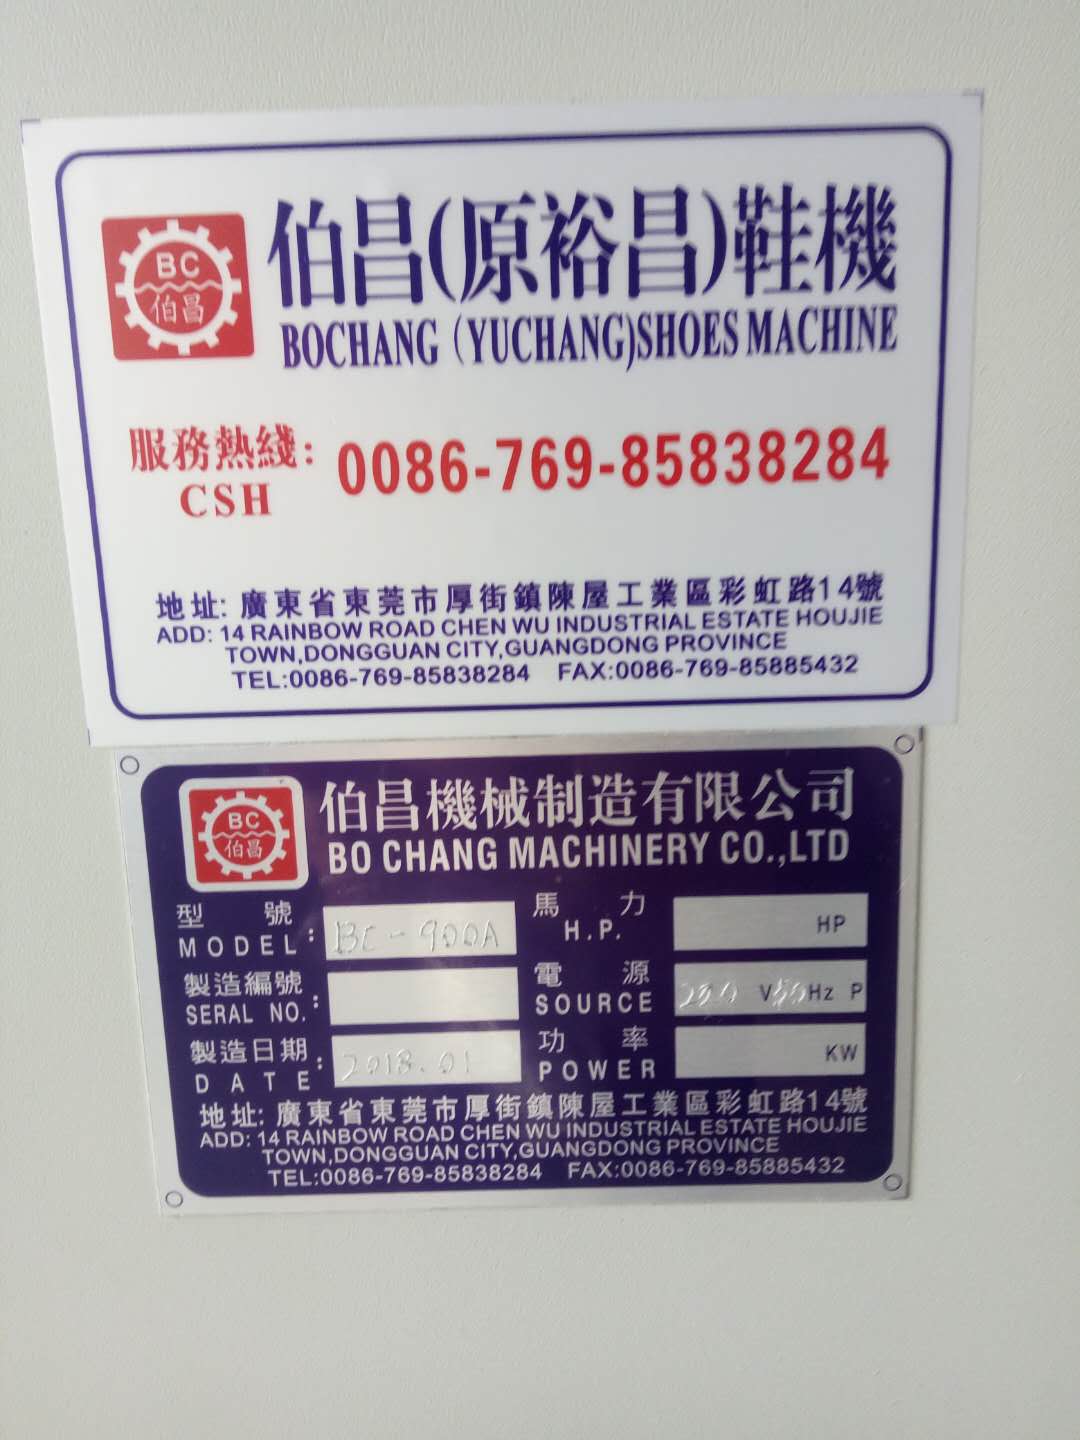 BC
伯昌
伯昌(原裕昌)鞋機
BOCHANG (YUCHANG)SHOES MACHINE
服務熱綫: 0086-769-85838284
CSH
地址: 廣東省東莞市厚街鎮陳屋工業區彩虹路14號
ADD: 14 RAINBOW ROAD CHEN WU INDUSTRIAL ESTATE HOUJIE
TOWN,DONGGUAN CITY,GUANGDONG PROVINCE
TEL:0086-769-85838284 FAX:0086-769-85885432
BC
伯昌
伯昌機械制造有限公司
BO CHANG MACHINERY CO.,LTD
型號 馬力
MODEL: BC-900A H.P. HP
製造編號 電源
SERAL NO.: SOURCE 230 V 50Hz P
製造日期 功率
DATE: 2018.01 POWER KW
地址: 廣東省東莞市厚街鎮陳屋工業區彩虹路14號
ADD: 14 RAINBOW ROAD CHEN WU INDUSTRIAL ESTATE HOUJIE
TOWN,DONGGUAN CITY,GUANGDONG PROVINCE
TEL:0086-769-85838284 FAX:0086-769-85885432